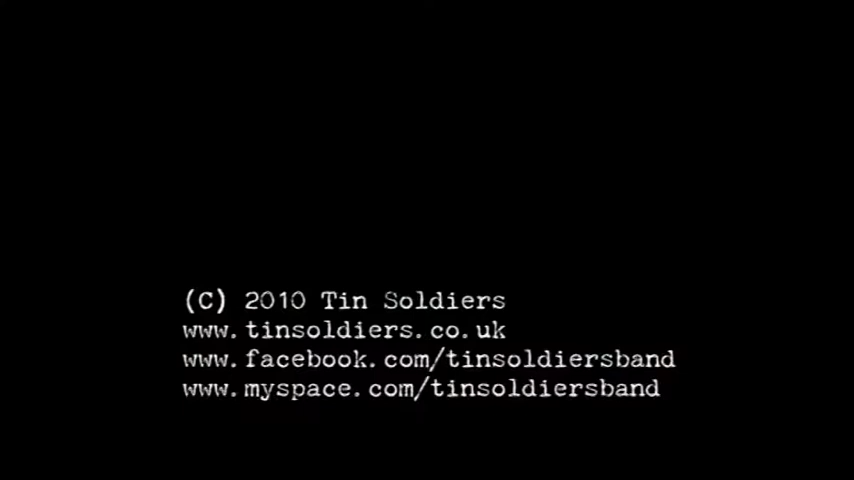 (C) 2010 Tin Soldiers
www.tinsoldiers.co.uk
www.facebook.com/tinsoldiersband
www.myspace.com/tinsoldiersband